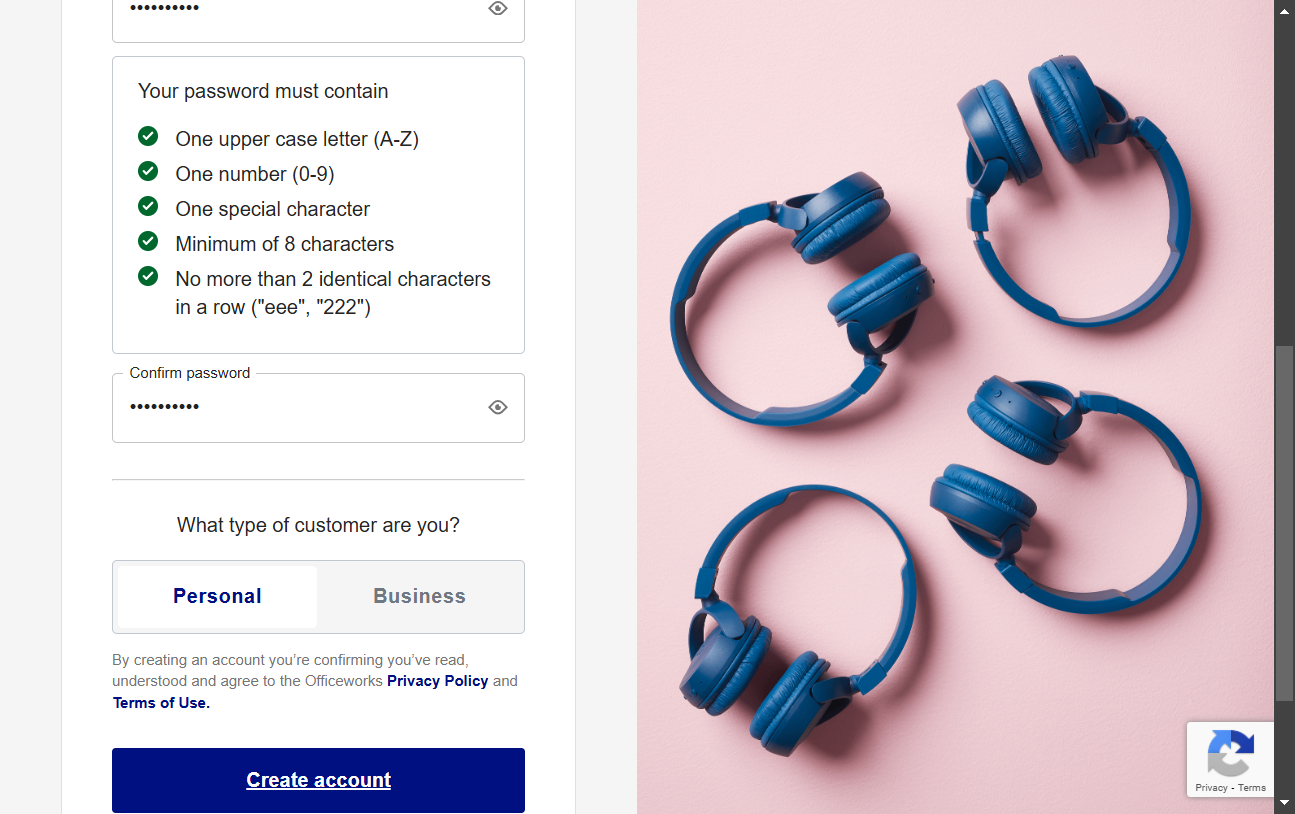 ••••••••••
Your password must contain
One upper case letter (A-Z)
One number (0-9)
One special character
Minimum of 8 characters
No more than 2 identical characters
in a row ("eee", "222")
Confirm password
••••••••••
What type of customer are you?
Personal
Business
By creating an account you’re confirming you’ve read,
understood and agree to the Officeworks Privacy Policy and
Terms of Use.
Create account
Privacy - Terms